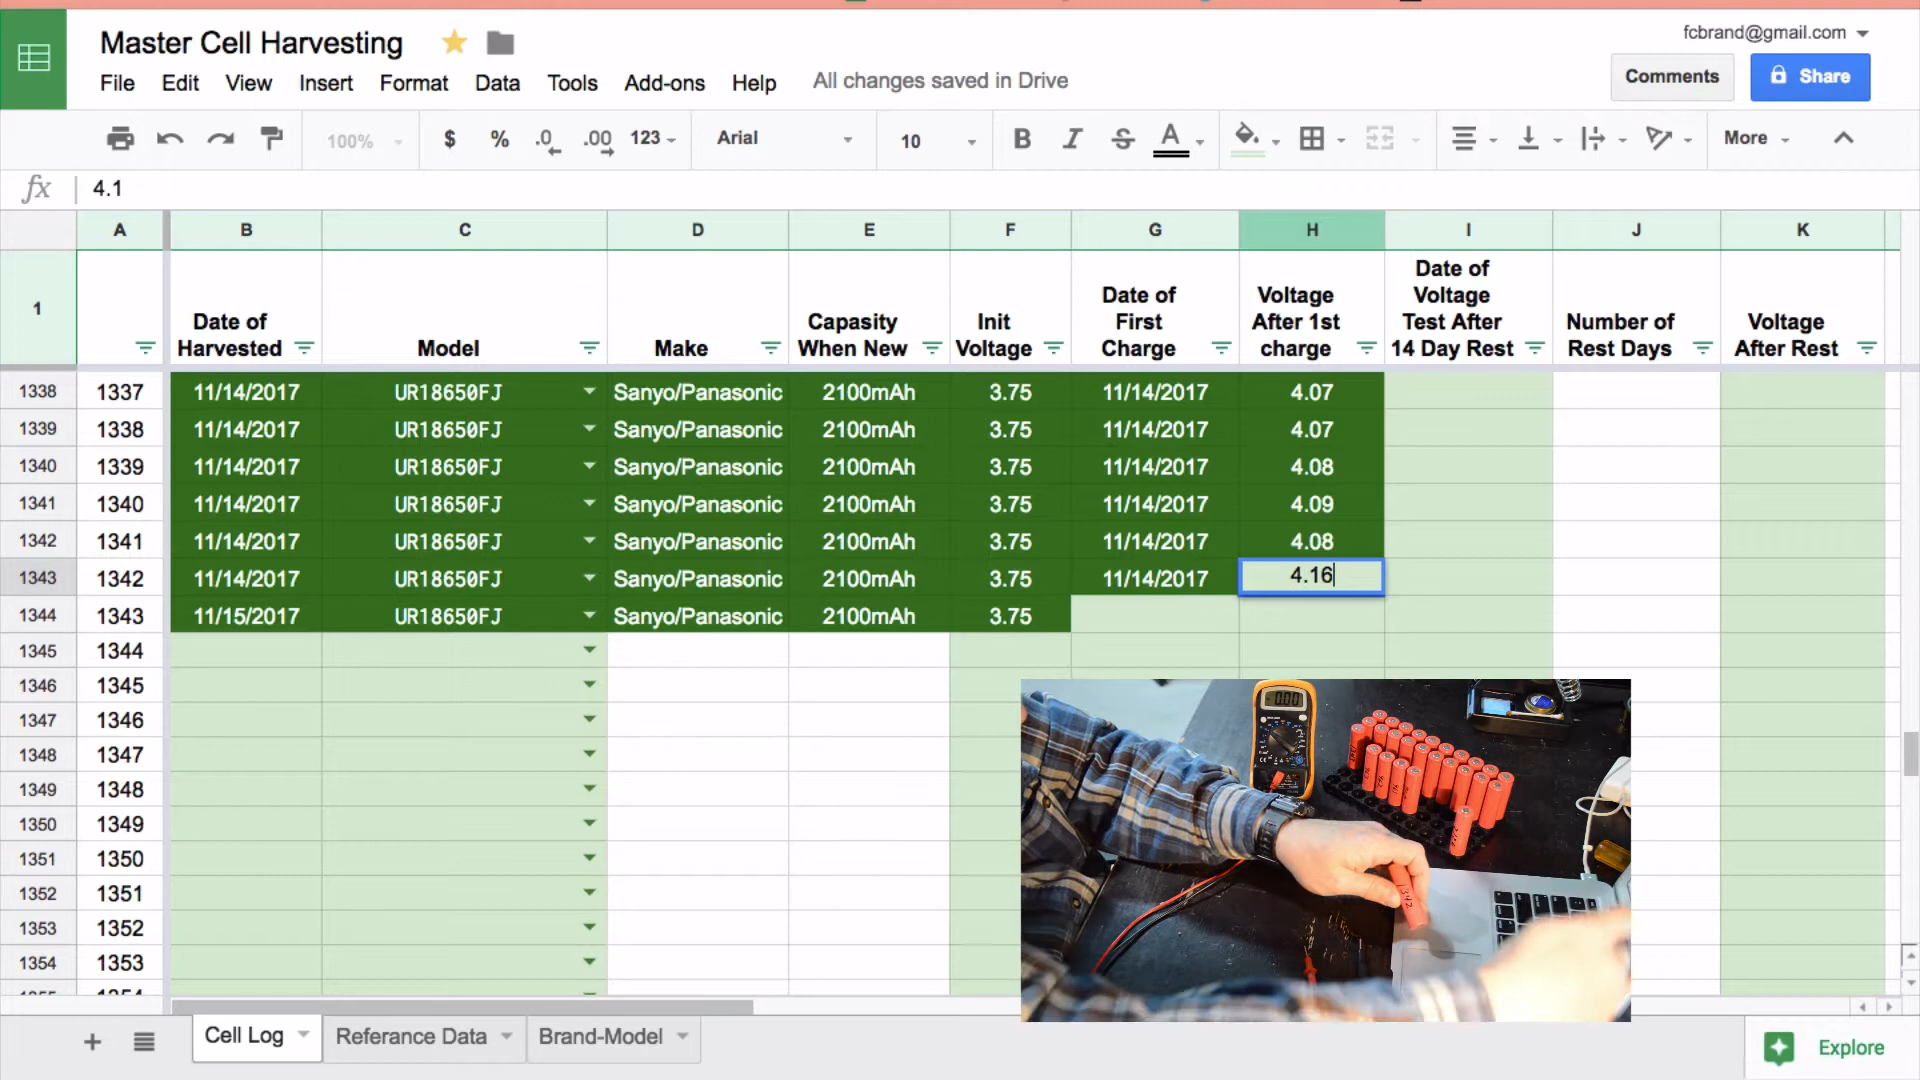 Master Cell Harvesting
fcbrand@gmail.com
File Edit View Insert Format Data Tools Add-ons Help All changes saved in Drive
Comments Share
100% $ % .0 .00 123 Arial 10 B I S A More
fx 4.1
A B C D E F G H I J K
1 Date of Harvested Model Make Capasity When New Init Voltage Date of First Charge Voltage After 1st charge Date of Voltage Test After 14 Day Rest Number of Rest Days Voltage After Rest
1338 1337 11/14/2017 UR18650FJ Sanyo/Panasonic 2100mAh 3.75 11/14/2017 4.07
1339 1338 11/14/2017 UR18650FJ Sanyo/Panasonic 2100mAh 3.75 11/14/2017 4.07
1340 1339 11/14/2017 UR18650FJ Sanyo/Panasonic 2100mAh 3.75 11/14/2017 4.08
1341 1340 11/14/2017 UR18650FJ Sanyo/Panasonic 2100mAh 3.75 11/14/2017 4.09
1342 1341 11/14/2017 UR18650FJ Sanyo/Panasonic 2100mAh 3.75 11/14/2017 4.08
1343 1342 11/14/2017 UR18650FJ Sanyo/Panasonic 2100mAh 3.75 11/14/2017 4.16
1344 1343 11/15/2017 UR18650FJ Sanyo/Panasonic 2100mAh 3.75
1345 1344
1346 1345
1347 1346
1348 1347
1349 1348
1350 1349
1351 1350
1352 1351
1353 1352
1354 1353
0.00
1342
Cell Log Referance Data Brand-Model
Explore